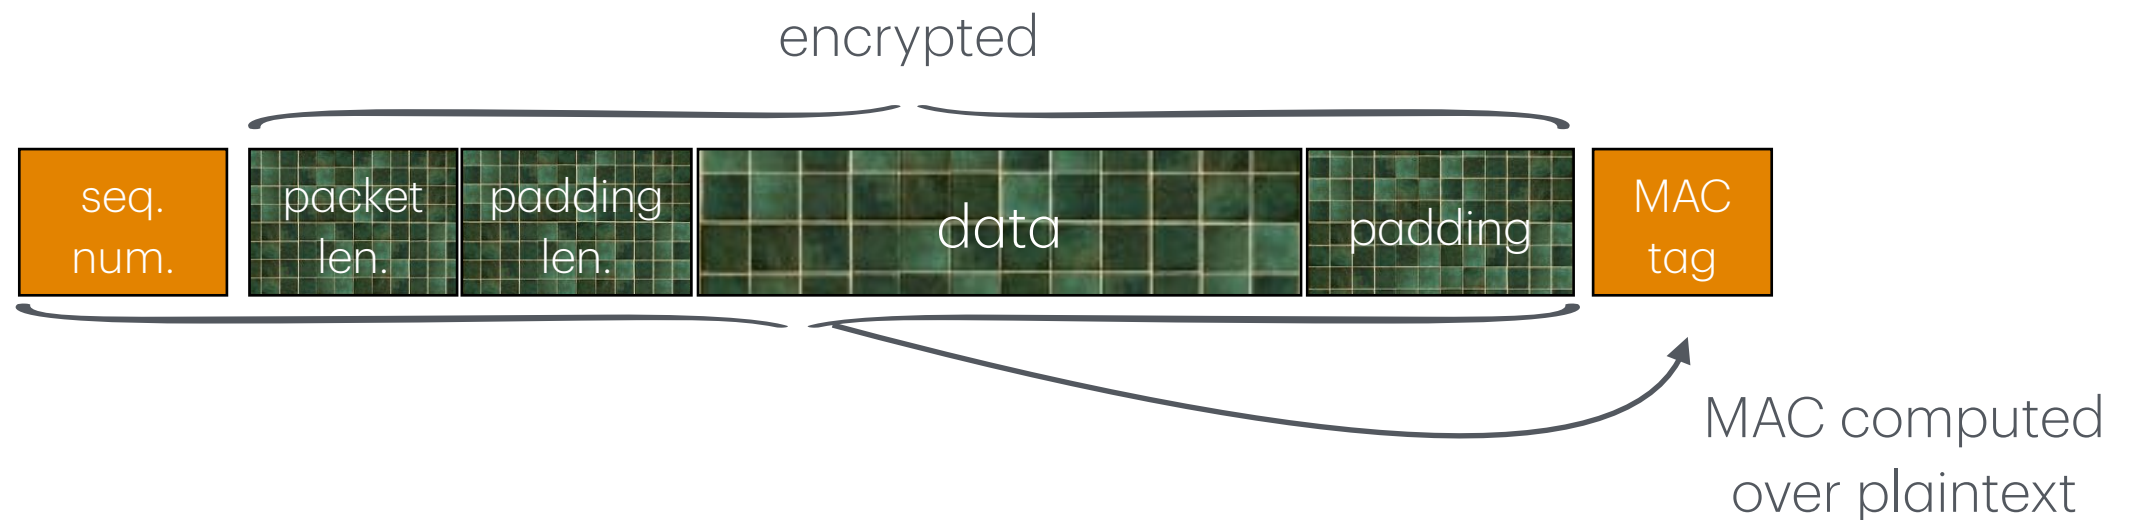 encrypted
seq.
num.
packet
len.
padding
len.
data
padding
MAC
tag
MAC computed
over plaintext